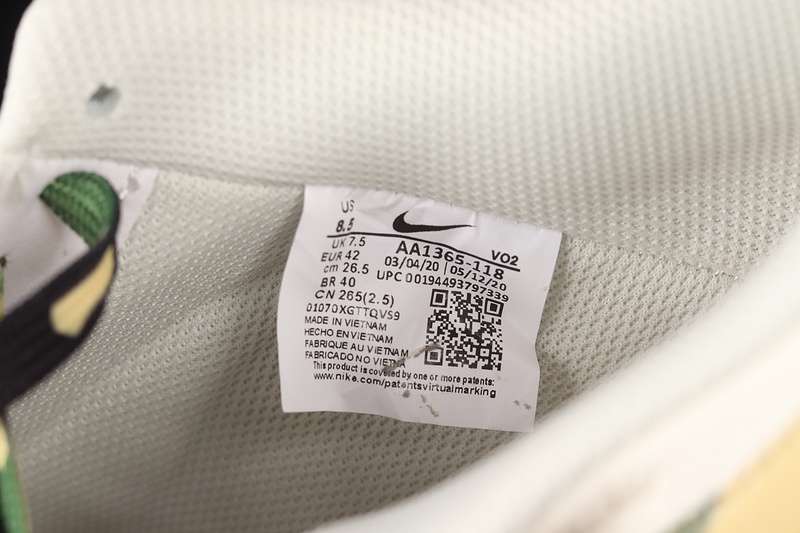 US
8.5
UK 7.5
EUR 42
cm 26.5
BR 40
CN 265(2.5)
AA1365-118 VO2
03/04/20 05/12/20
UPC 00194493797339
01070XGTTQVS9
MADE IN VIETNAM
HECHO EN VIETNAM
FABRIQUE AU VIETNAM
FABRICADO NO VIETNA
This product is covered by one or more patents:
www.nike.com/patentsvirtualmarking